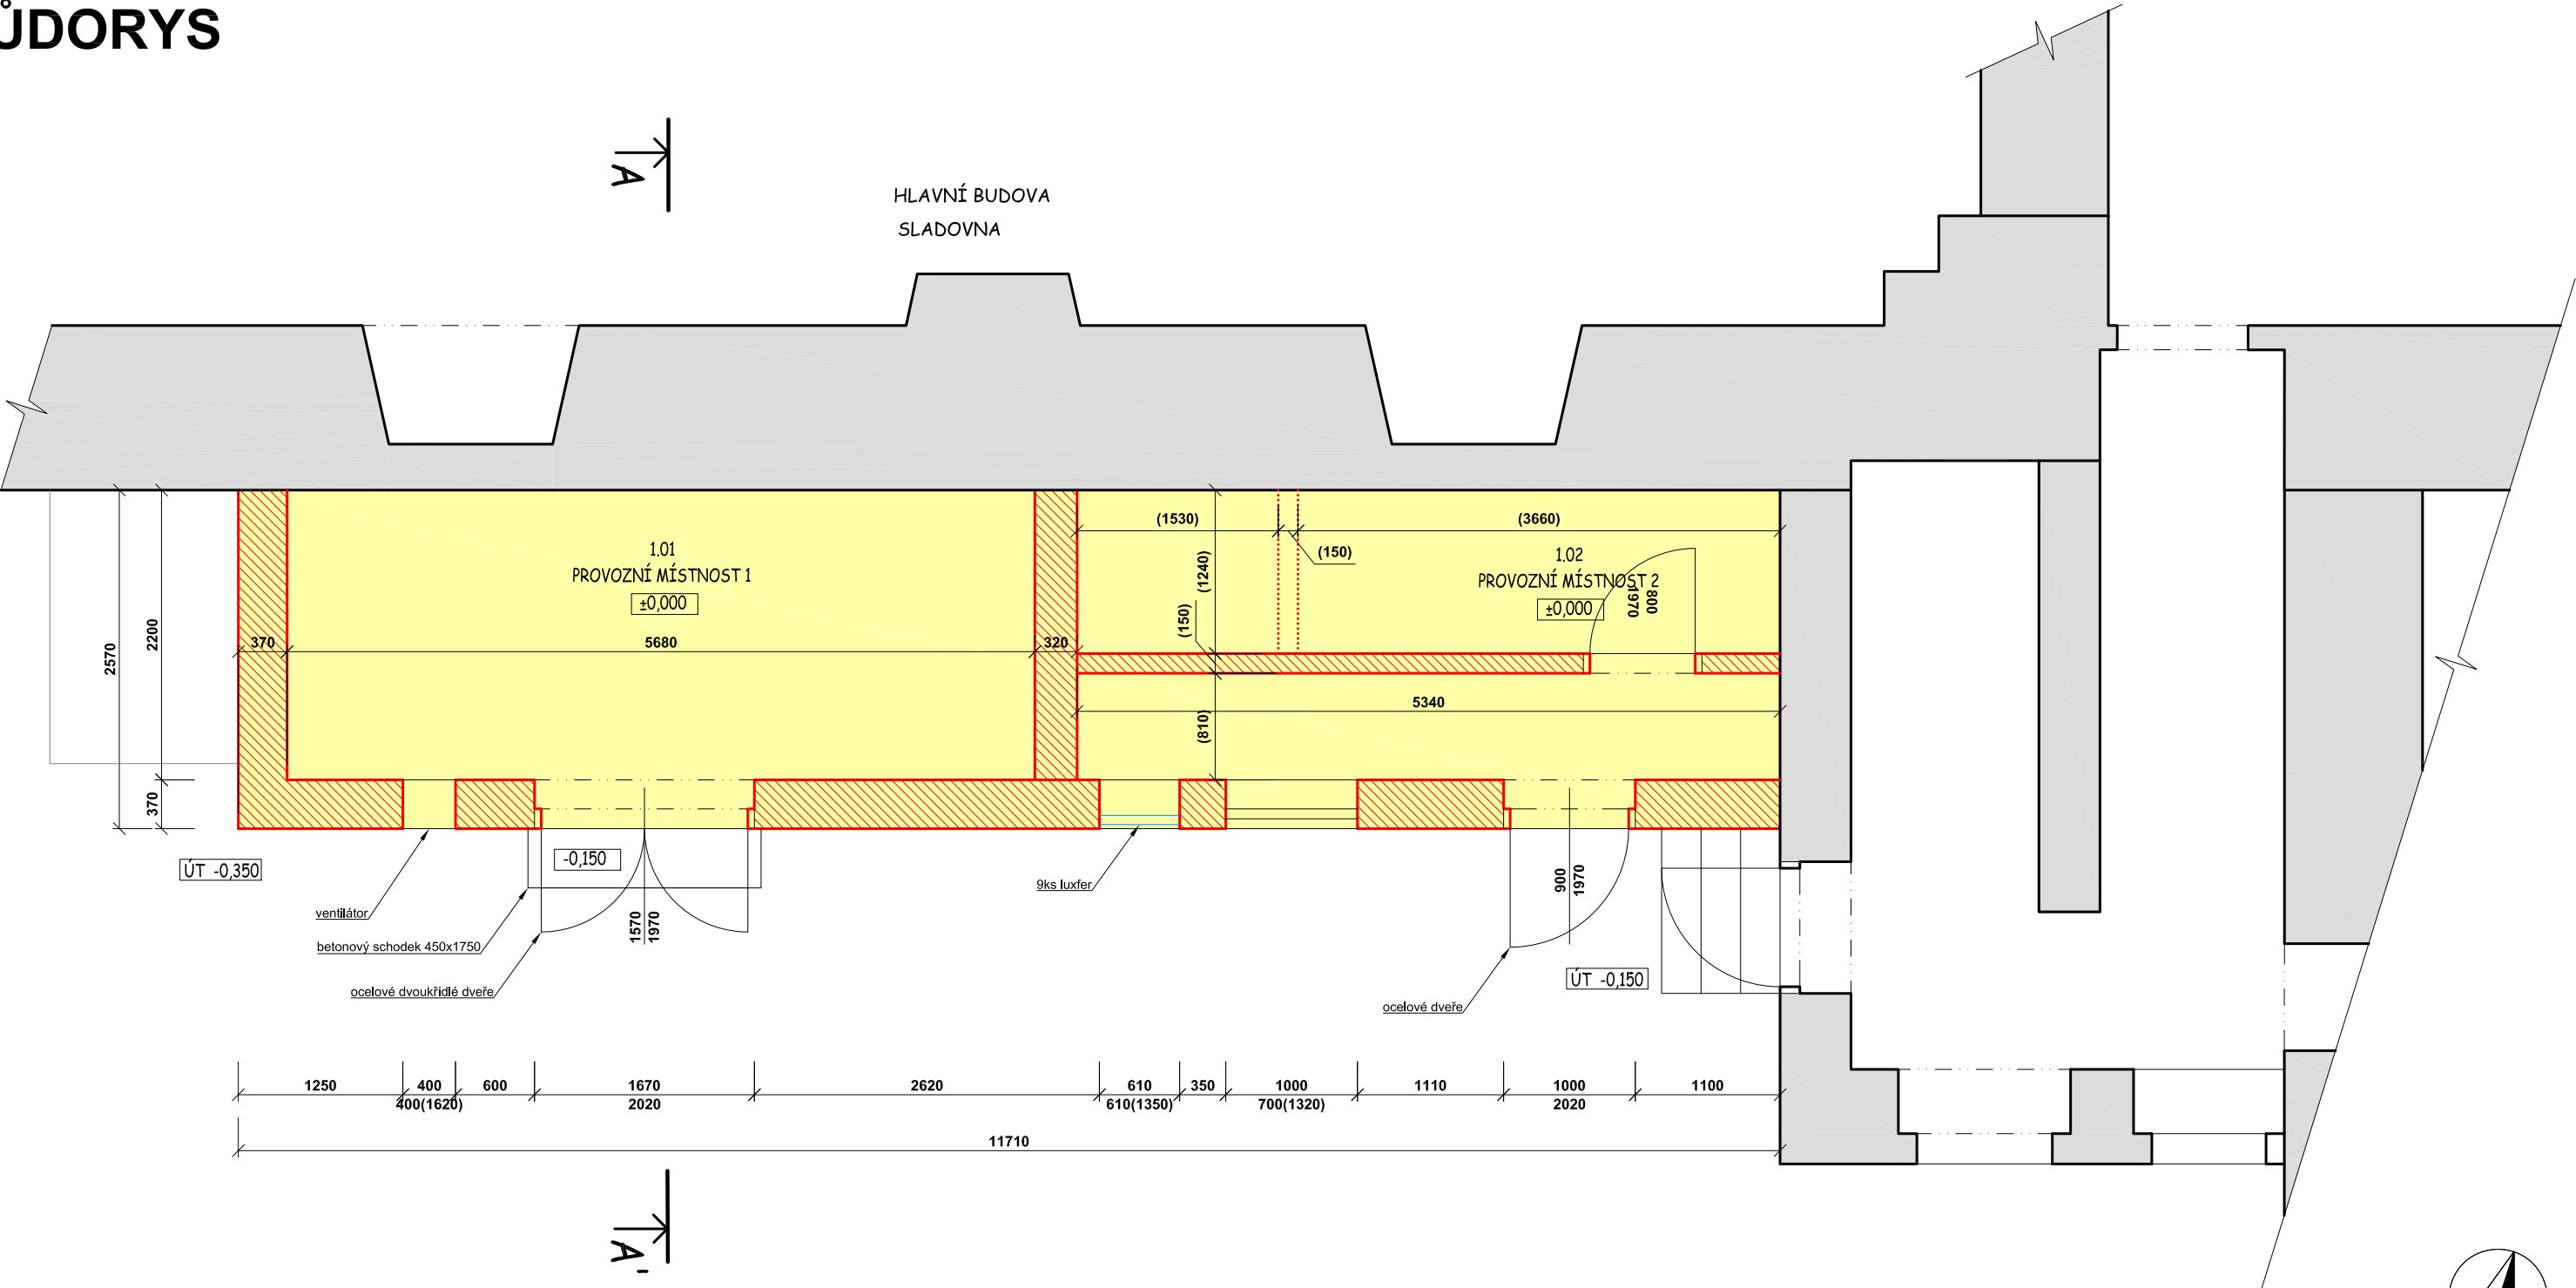 ŮDORYS
A
HLAVNÍ BUDOVA
SLADOVNA
(1530)
(3660)
(150)
(1240)
(150)
1.01
PROVOZNÍ MÍSTNOST 1
±0,000
1.02
PROVOZNÍ MÍSTNOST 2
±0,000
800
1970
2570
2200
370
370
5680
320
5340
(810)
ÚT -0,350
-0,150
ventilátor
betonový schodek 450x1750
ocelové dvoukřídlé dveře
1570
1970
9ks luxfer
900
1970
ocelové dveře
ÚT -0,150
1250
400
600
1670
2620
610
350
1000
1110
1000
1100
400(1620)
2020
610(1350)
700(1320)
2020
11710
A'